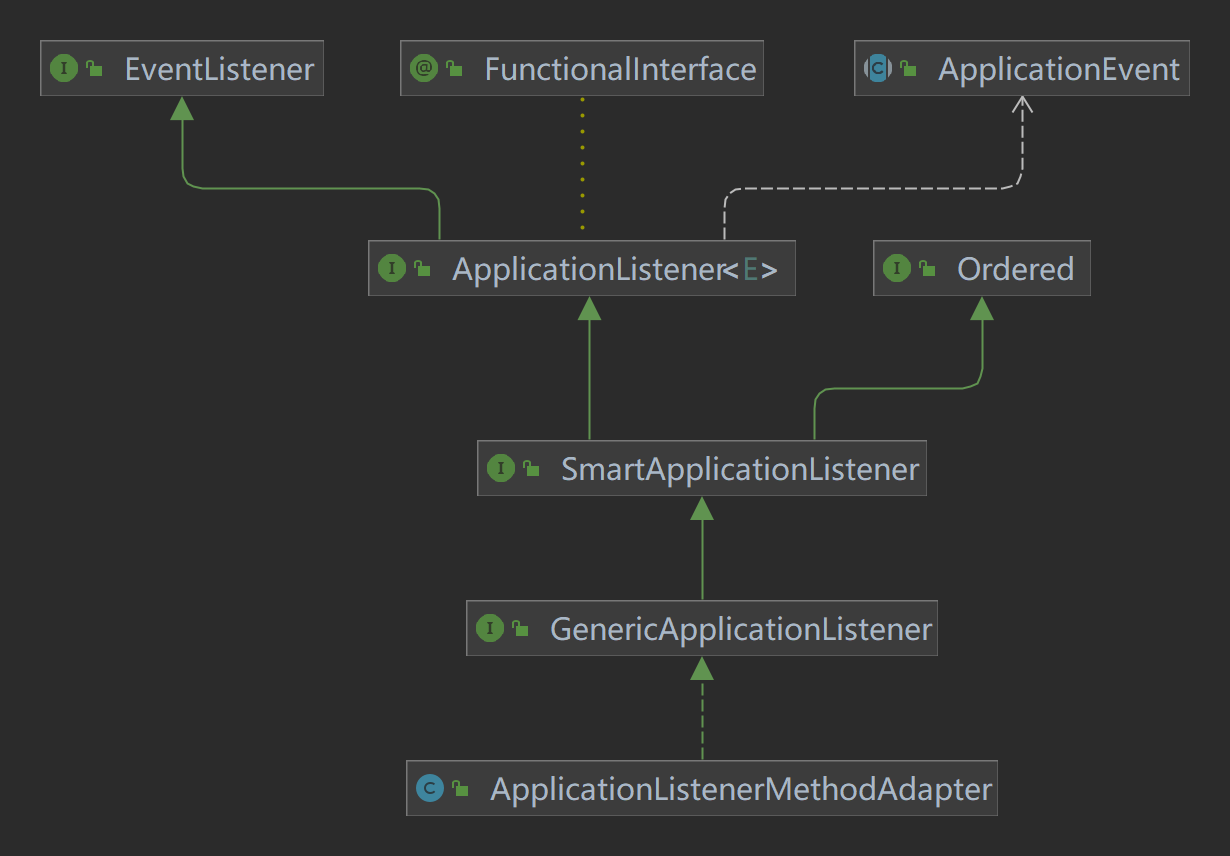 EventListener
FunctionalInterface
ApplicationEvent
ApplicationListener<E>
Ordered
SmartApplicationListener
GenericApplicationListener
ApplicationListenerMethodAdapter